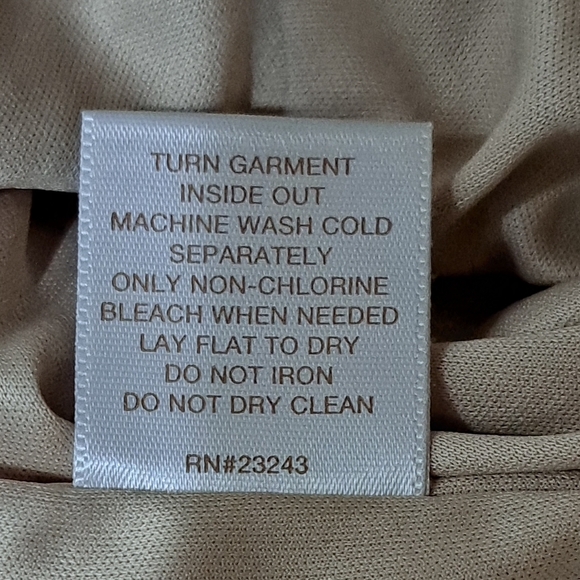 TURN GARMENT
INSIDE OUT
MACHINE WASH COLD
SEPARATELY
ONLY NON-CHLORINE
BLEACH WHEN NEEDED
LAY FLAT TO DRY
DO NOT IRON
DO NOT DRY CLEAN
RN#23243